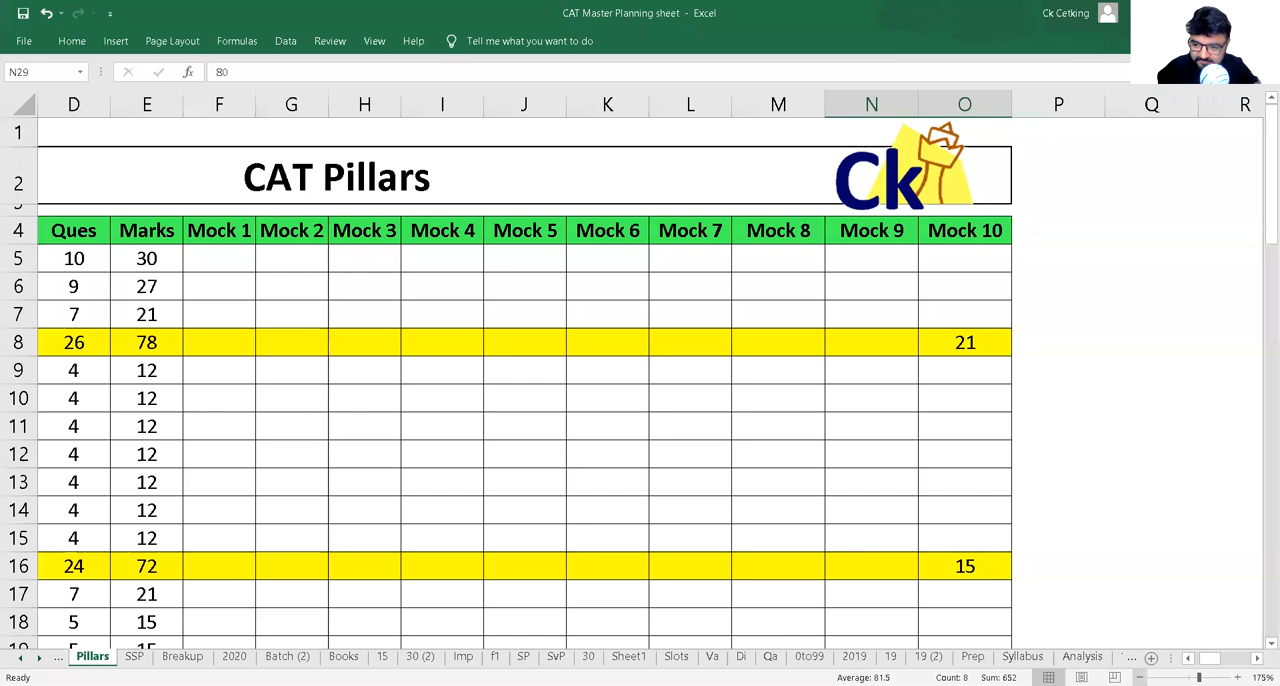 CAT Master Planning sheet - Excel
Ck Cetking
File Home Insert Page Layout Formulas Data Review View Help Tell me what you want to do
N29 fx 80
D E F G H I J K L M N O P Q R
1
2 CAT Pillars Ck
4 Ques Marks Mock 1 Mock 2 Mock 3 Mock 4 Mock 5 Mock 6 Mock 7 Mock 8 Mock 9 Mock 10
5 10 30
6 9 27
7 7 21
8 26 78 21
9 4 12
10 4 12
11 4 12
12 4 12
13 4 12
14 4 12
15 4 12
16 24 72 15
17 7 21
18 5 15
... Pillars SSP Breakup 2020 Batch (2) Books 15 30 (2) Imp f1 SP SvP 30 Sheet1 Slots Va Di Qa 0to99 2019 19 19 (2) Prep Syllabus Analysis ...
Ready Average: 81.5 Count: 8 Sum: 652 175%